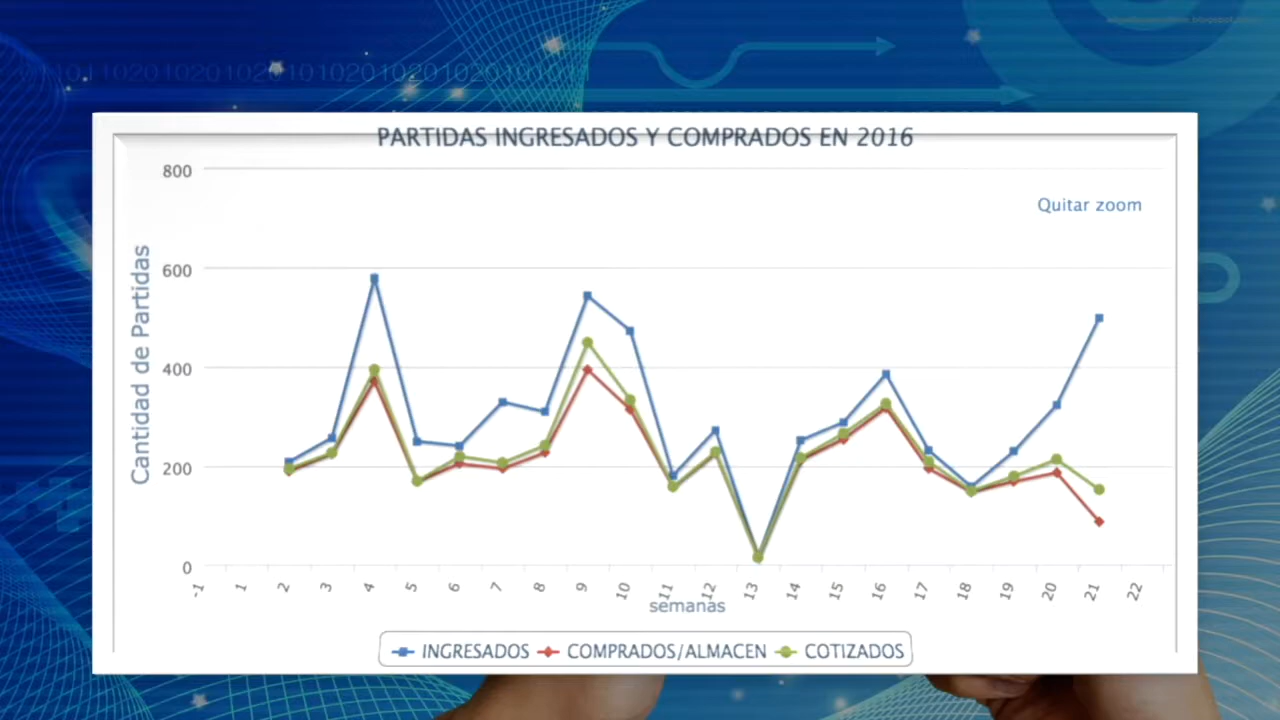 PARTIDAS INGRESADOS Y COMPRADOS EN 2016
800
Quitar zoom
600
400
200
0
Cantidad de Partidas
-1 1 2 3 4 5 6 7 8 9 10 11 12 13 14 15 16 17 18 19 20 21 22
semanas
INGRESADOS COMPRADOS/ALMACEN COTIZADOS